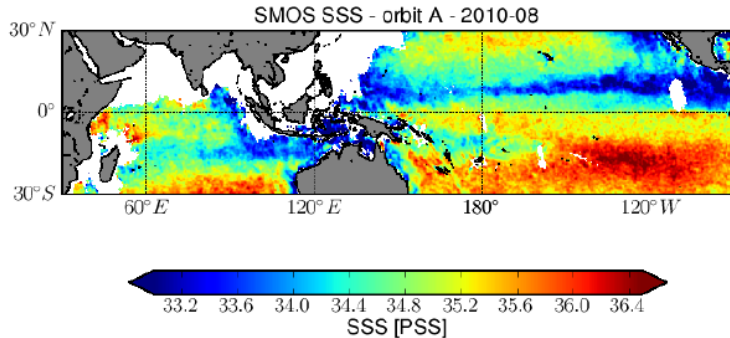 SMOS SSS - orbit A - 2010-08
30°N
0°
30°S
60°E 120°E 180° 120°W
33.2 33.6 34.0 34.4 34.8 35.2 35.6 36.0 36.4
SSS [PSS]